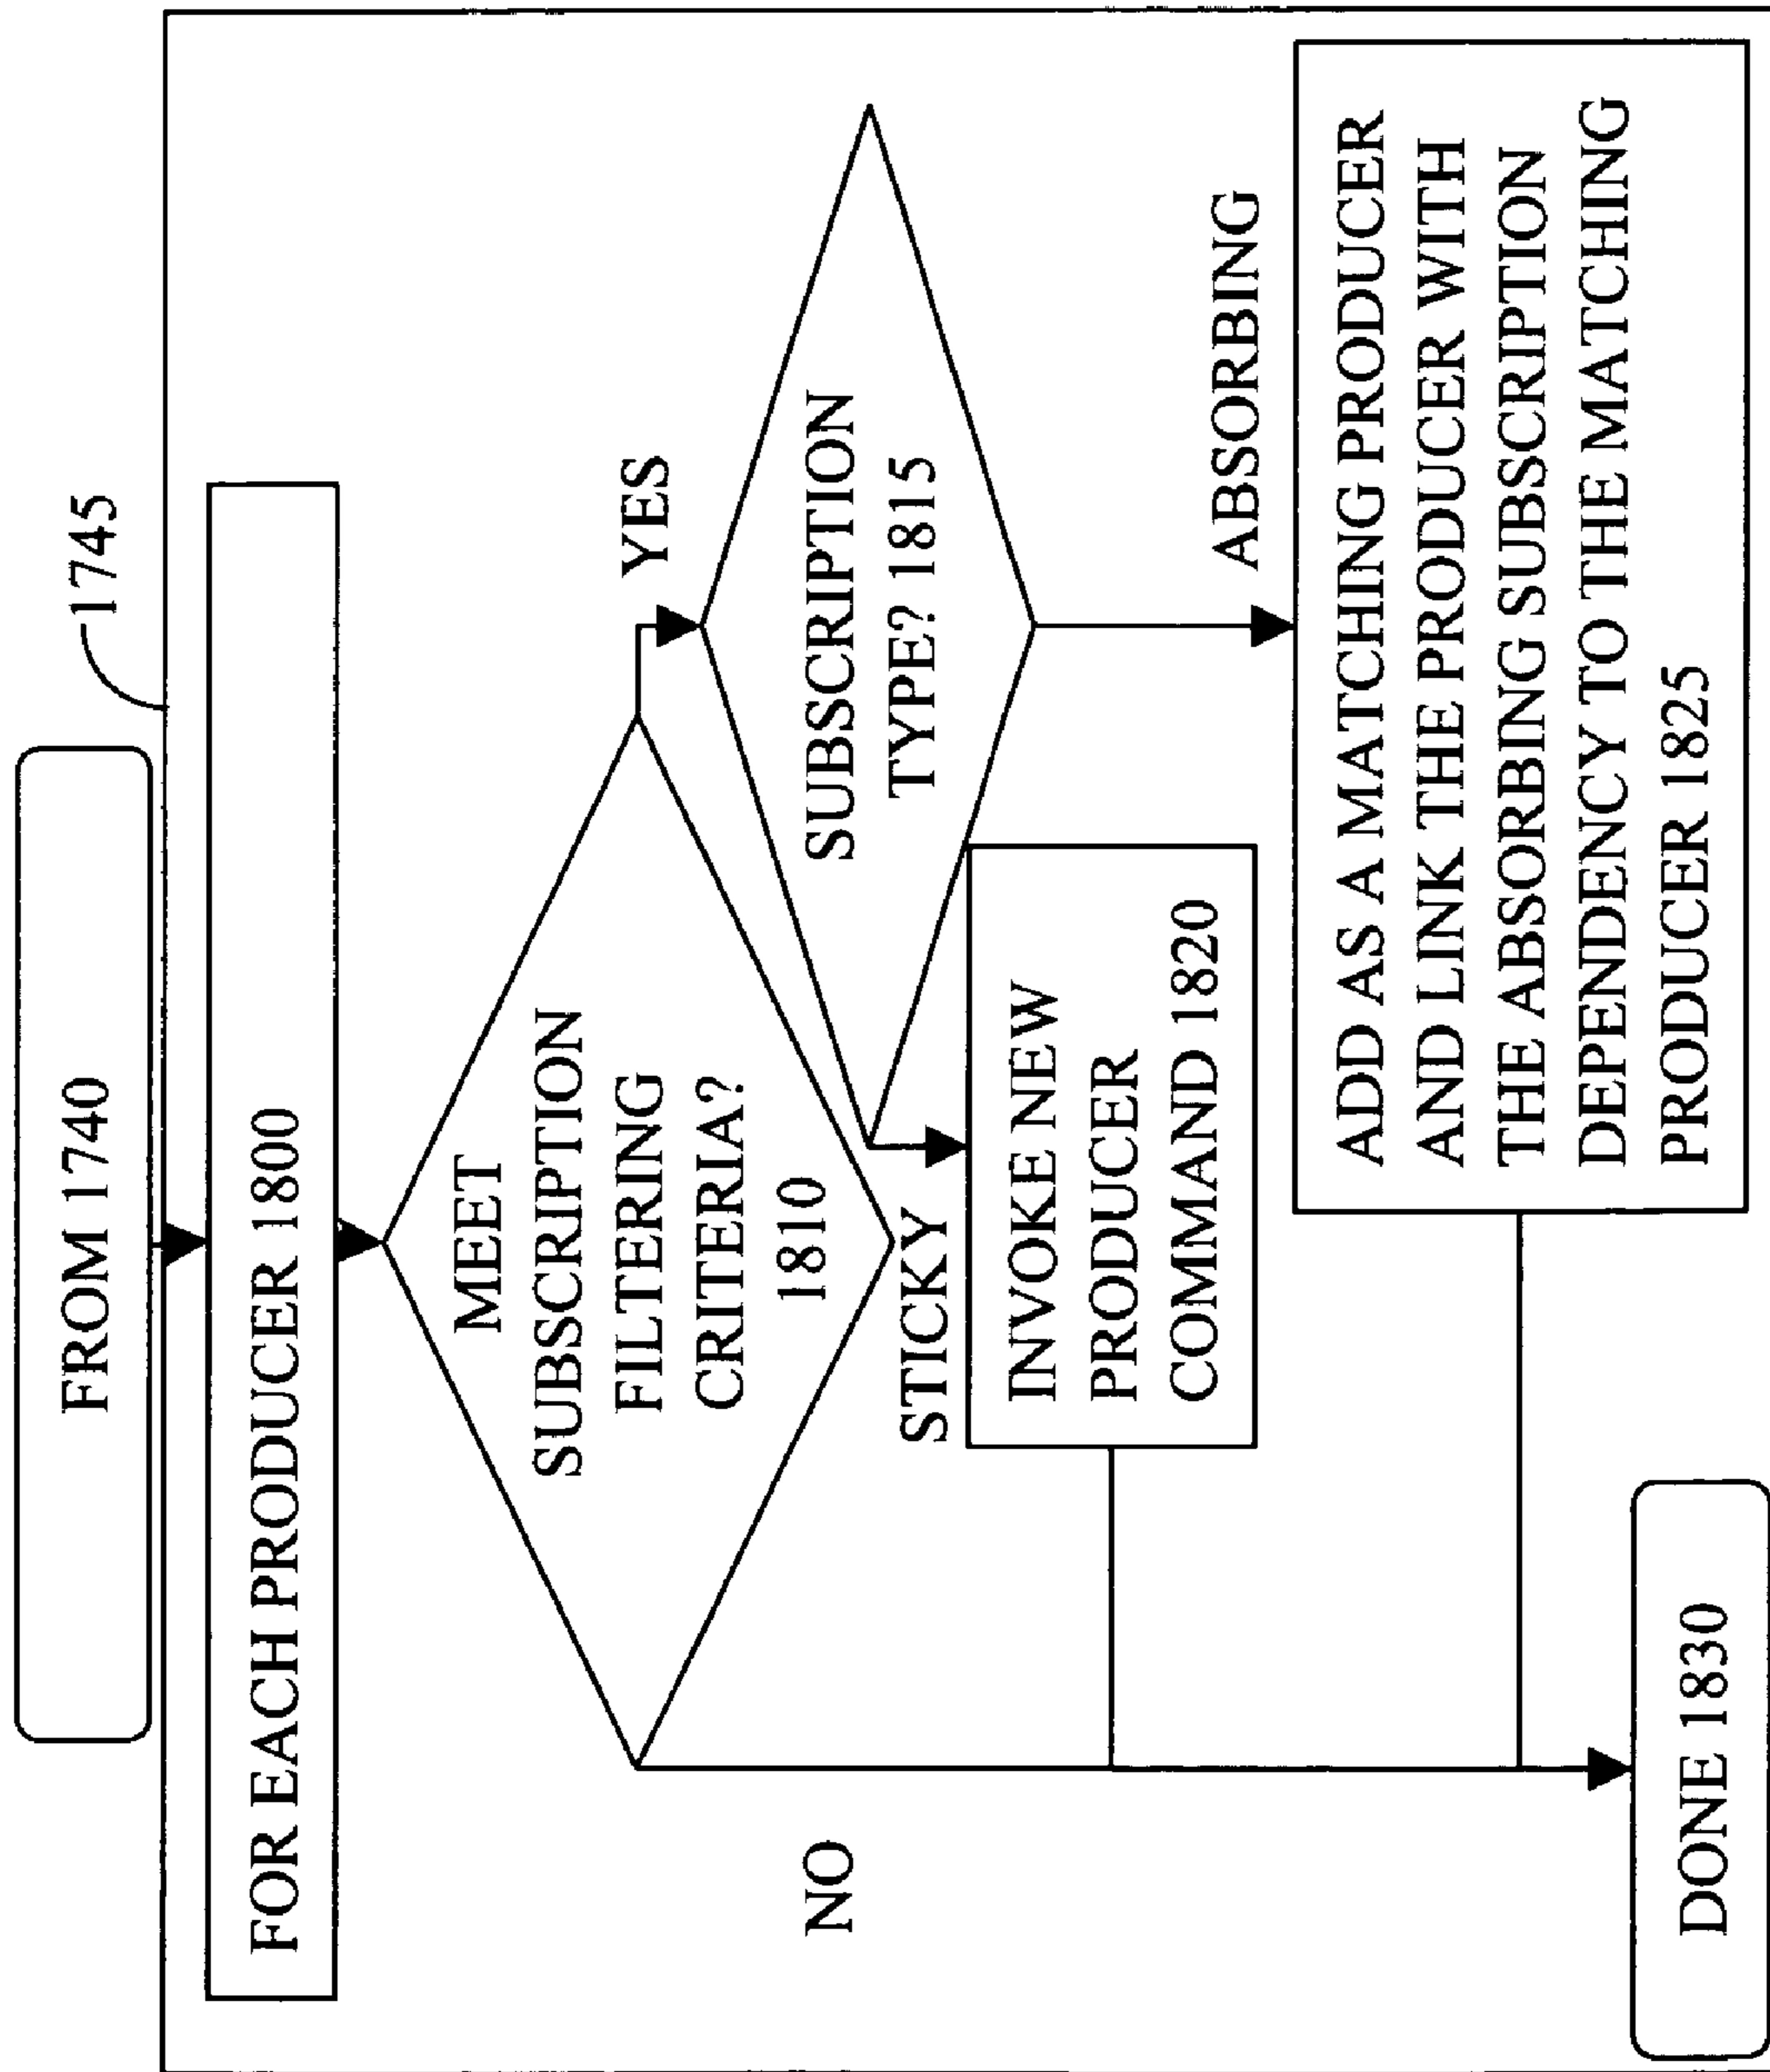 FROM 1740
1745
FOR EACH PRODUCER 1800
MEET
SUBSCRIPTION
FILTERING
CRITERIA?
1810
YES
NO
SUBSCRIPTION
TYPE? 1815
STICKY
INVOKE NEW
PRODUCER
COMMAND 1820
ABSORBING
ADD AS A MATCHING PRODUCER
AND LINK THE PRODUCER WITH
THE ABSORBING SUBSCRIPTION
DEPENDENCY TO THE MATCHING
PRODUCER 1825
DONE 1830